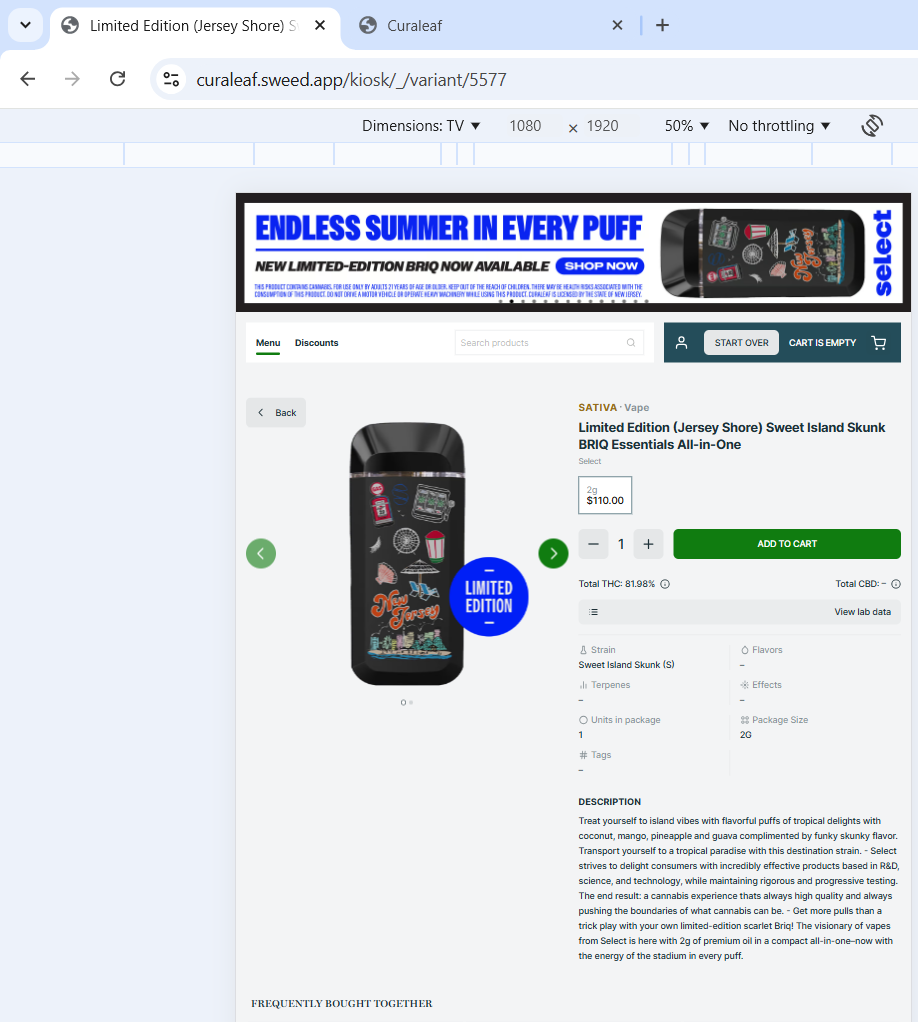 Limited Edition (Jersey Shore) S
Curaleaf
curaleaf.sweed.app/kiosk/_/variant/5577
Dimensions: TV 1080 × 1920 50% No throttling
ENDLESS SUMMER IN EVERY PUFF
NEW LIMITED-EDITION BRIQ NOW AVAILABLE SHOP NOW
THIS PRODUCT CONTAINS CANNABIS. FOR USE ONLY BY ADULTS 21 YEARS OF AGE OR OLDER. KEEP OUT OF THE REACH OF CHILDREN. THERE MAY BE HEALTH RISKS ASSOCIATED WITH THE
CONSUMPTION OF THIS PRODUCT. DO NOT DRIVE A MOTOR VEHICLE OR OPERATE HEAVY MACHINERY WHILE USING THIS PRODUCT. CURALEAF IS LICENSED BY THE STATE OF NEW JERSEY.
New Jersey
select
Menu Discounts Search products START OVER CART IS EMPTY
Back
New
Jersey
LIMITED
EDITION
SATIVA · Vape
Limited Edition (Jersey Shore) Sweet Island Skunk
BRIQ Essentials All-in-One
Select
2g
$110.00
1
ADD TO CART
Total THC: 81.98% Total CBD: –
View lab data
Strain Flavors
Sweet Island Skunk (S) –
Terpenes Effects
– –
Units in package Package Size
1 2G
Tags
–
DESCRIPTION
Treat yourself to island vibes with flavorful puffs of tropical delights with
coconut, mango, pineapple and guava complimented by funky skunky flavor.
Transport yourself to a tropical paradise with this destination strain. - Select
strives to delight consumers with incredibly effective products based in R&D,
science, and technology, while maintaining rigorous and progressive testing.
The end result: a cannabis experience thats always high quality and always
pushing the boundaries of what cannabis can be. - Get more pulls than a
trick play with your own limited-edition scarlet Briq! The visionary of vapes
from Select is here with 2g of premium oil in a compact all-in-one-now with
the energy of the stadium in every puff.
FREQUENTLY BOUGHT TOGETHER